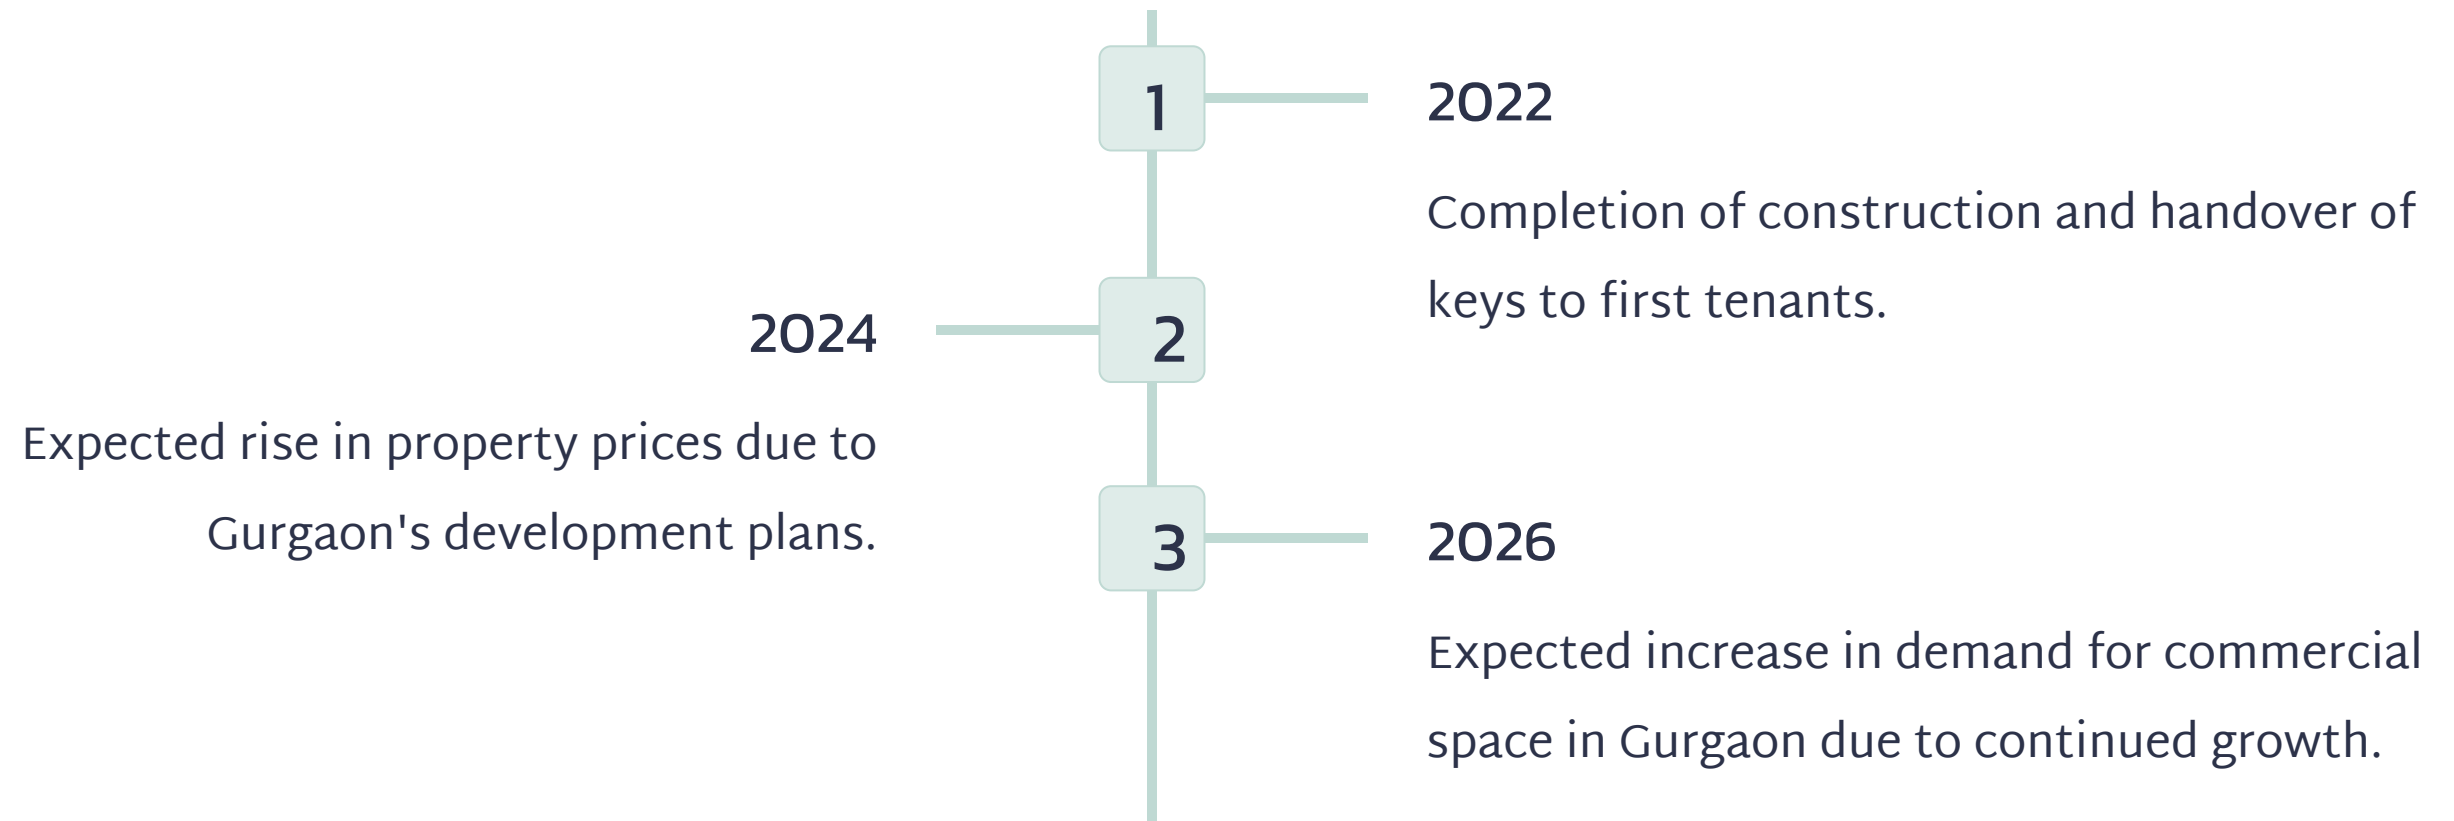 1
2022
Completion of construction and handover of
keys to first tenants.
2
2024
Expected rise in property prices due to
Gurgaon's development plans.
3
2026
Expected increase in demand for commercial
space in Gurgaon due to continued growth.